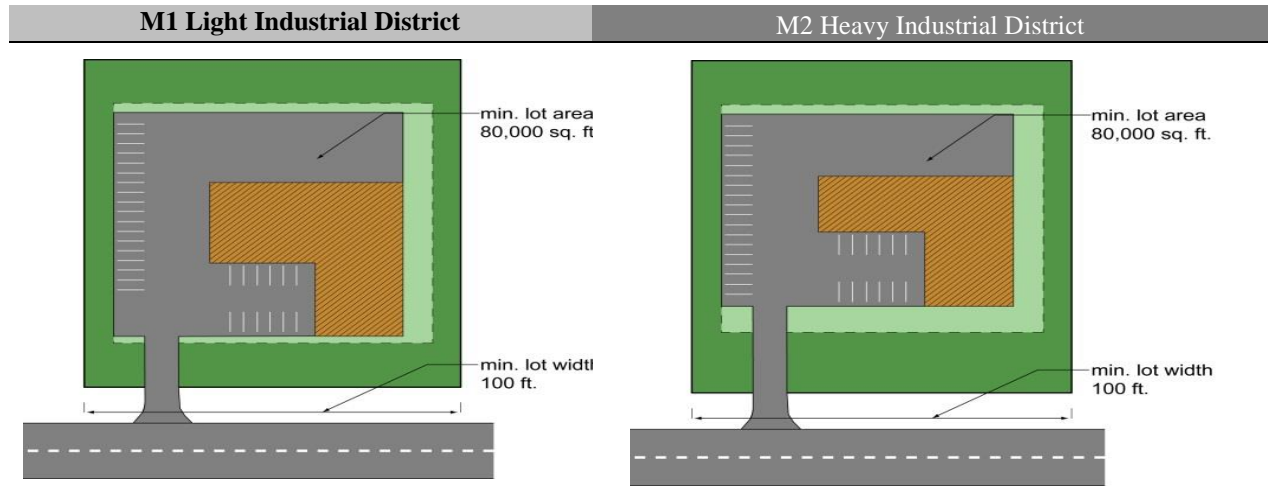 M1 Light Industrial District
M2 Heavy Industrial District
min. lot area
80,000 sq. ft
min. lot width
100 ft.
min. lot area
80,000 sq. ft.
min. lot width
100 ft.